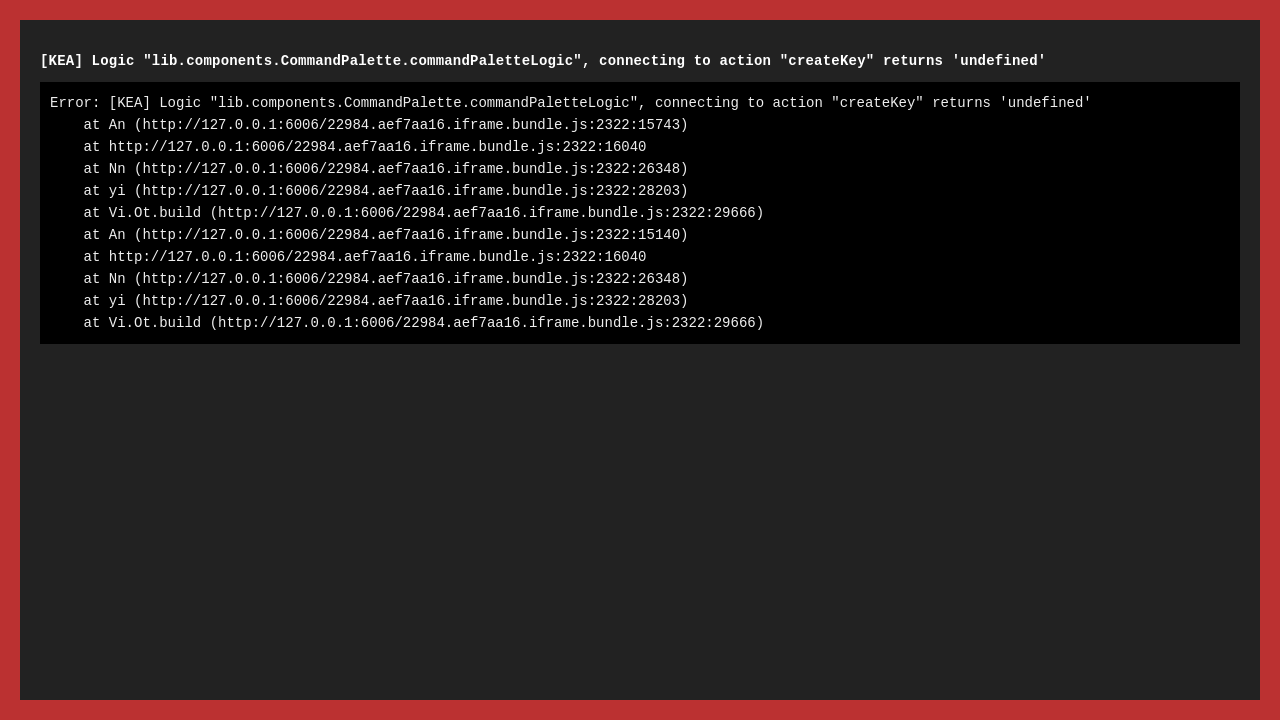 [KEA] Logic "lib.components.CommandPalette.commandPaletteLogic", connecting to action "createKey" returns 'undefined'
Error: [KEA] Logic "lib.components.CommandPalette.commandPaletteLogic", connecting to action "createKey" returns 'undefined'
    at An (http://127.0.0.1:6006/22984.aef7aa16.iframe.bundle.js:2322:15743)
    at http://127.0.0.1:6006/22984.aef7aa16.iframe.bundle.js:2322:16040
    at Nn (http://127.0.0.1:6006/22984.aef7aa16.iframe.bundle.js:2322:26348)
    at yi (http://127.0.0.1:6006/22984.aef7aa16.iframe.bundle.js:2322:28203)
    at Vi.Ot.build (http://127.0.0.1:6006/22984.aef7aa16.iframe.bundle.js:2322:29666)
    at An (http://127.0.0.1:6006/22984.aef7aa16.iframe.bundle.js:2322:15140)
    at http://127.0.0.1:6006/22984.aef7aa16.iframe.bundle.js:2322:16040
    at Nn (http://127.0.0.1:6006/22984.aef7aa16.iframe.bundle.js:2322:26348)
    at yi (http://127.0.0.1:6006/22984.aef7aa16.iframe.bundle.js:2322:28203)
    at Vi.Ot.build (http://127.0.0.1:6006/22984.aef7aa16.iframe.bundle.js:2322:29666)